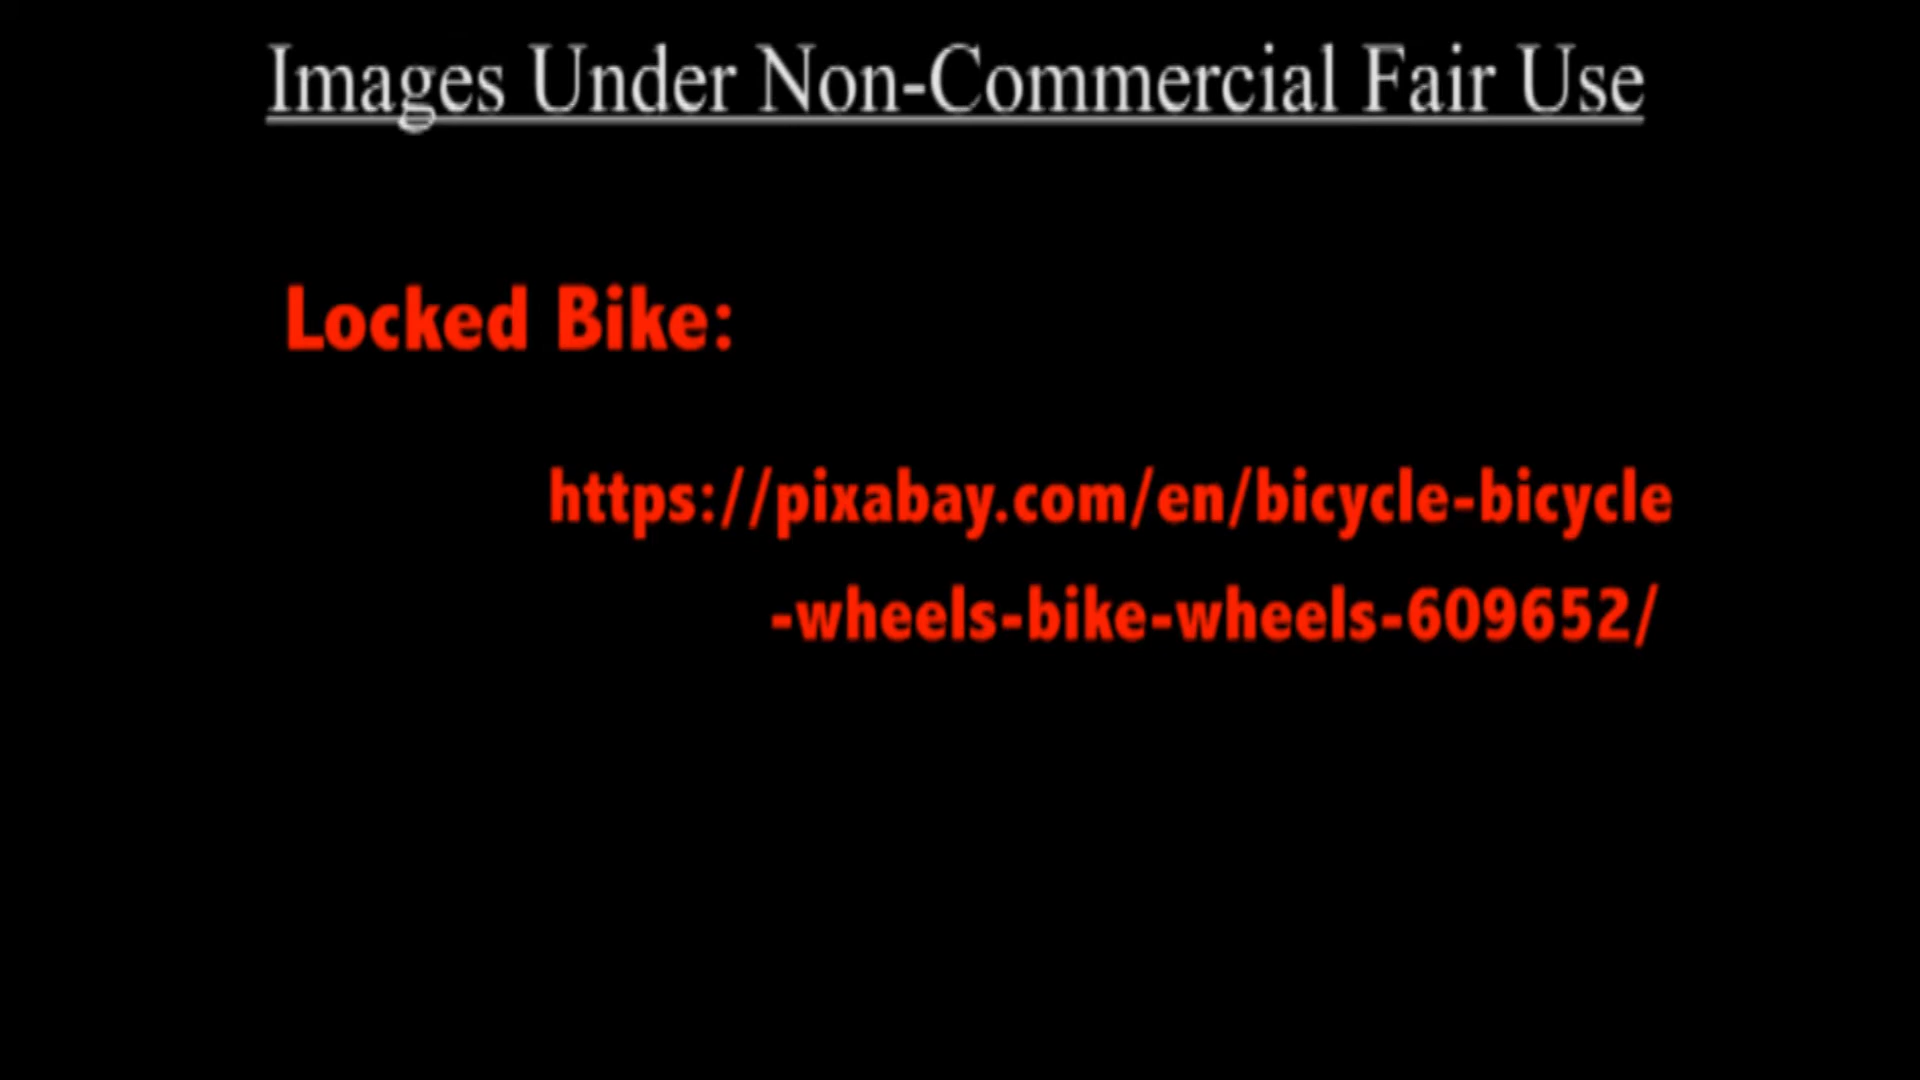 Images Under Non-Commercial Fair Use
Locked Bike:
https://pixabay.com/en/bicycle-bicycle
-wheels-bike-wheels-609652/